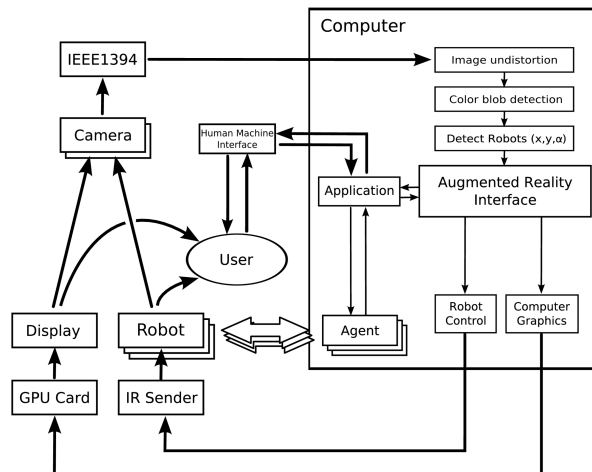 Computer
IEEE1394
Image undistortion
Color blob detection
Camera
Human Machine
Interface
Detect Robots (x,y,α)
Application
Augmented Reality
Interface
User
Display
Robot
Agent
Robot
Control
Computer
Graphics
GPU Card
IR Sender